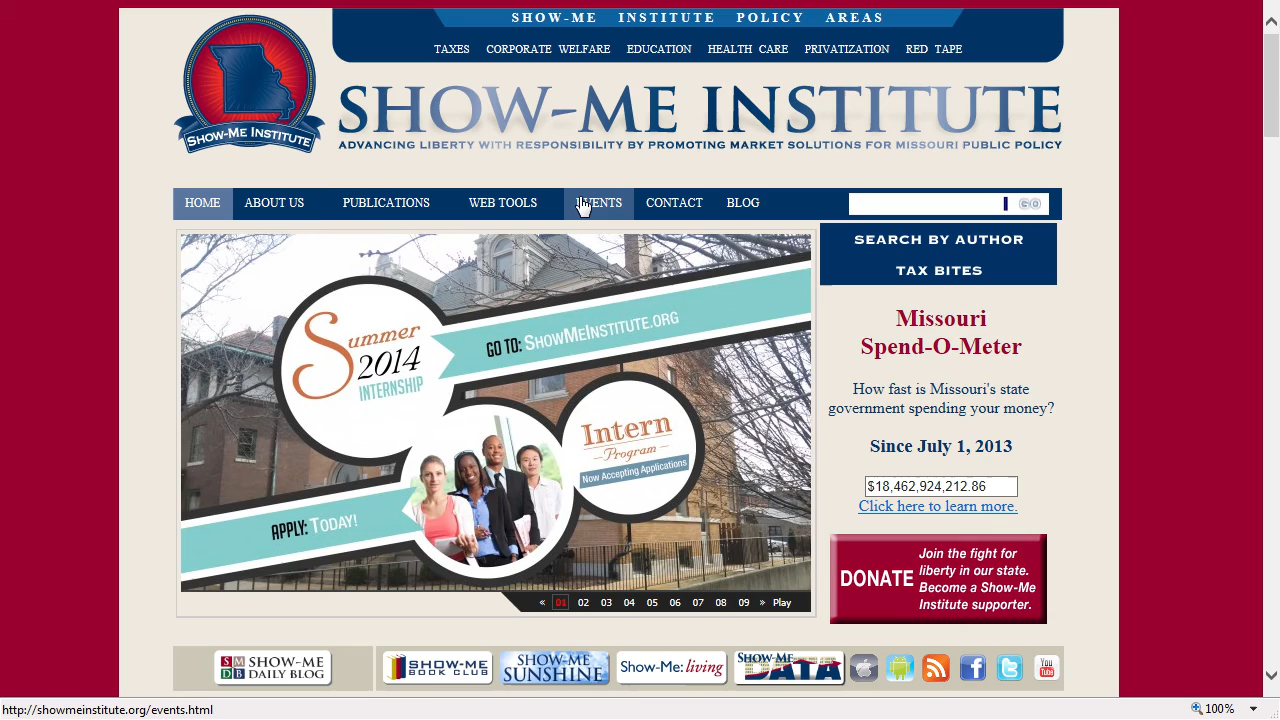 SHOW-ME INSTITUTE POLICY AREAS
TAXES CORPORATE WELFARE EDUCATION HEALTH CARE PRIVATIZATION RED TAPE
SHOW-ME INSTITUTE
SHOW-ME INSTITUTE
ADVANCING LIBERTY WITH RESPONSIBILITY BY PROMOTING MARKET SOLUTIONS FOR MISSOURI PUBLIC POLICY
HOME ABOUT US PUBLICATIONS WEB TOOLS EVENTS CONTACT BLOG
GO
SEARCH BY AUTHOR
TAX BITES
Summer
2014
INTERNSHIP
GO TO: SHOWMEINSTITUTE.ORG
Intern
Program
Now Accepting Applications
APPLY: TODAY!
« 01 02 03 04 05 06 07 08 09 » Play
Missouri
Spend-O-Meter
How fast is Missouri's state
government spending your money?
Since July 1, 2013
$18,462,924,212.86
Click here to learn more.
DONATE
Join the fight for
liberty in our state.
Become a Show-Me
Institute supporter.
SMDB SHOW-ME
DAILY BLOG
SHOW-ME
BOOK CLUB
SHOW-ME
SUNSHINE
Show-Me: living
SHOW-ME
DATA
You
Tube
http://showmeinstitute.org/events.html
100%